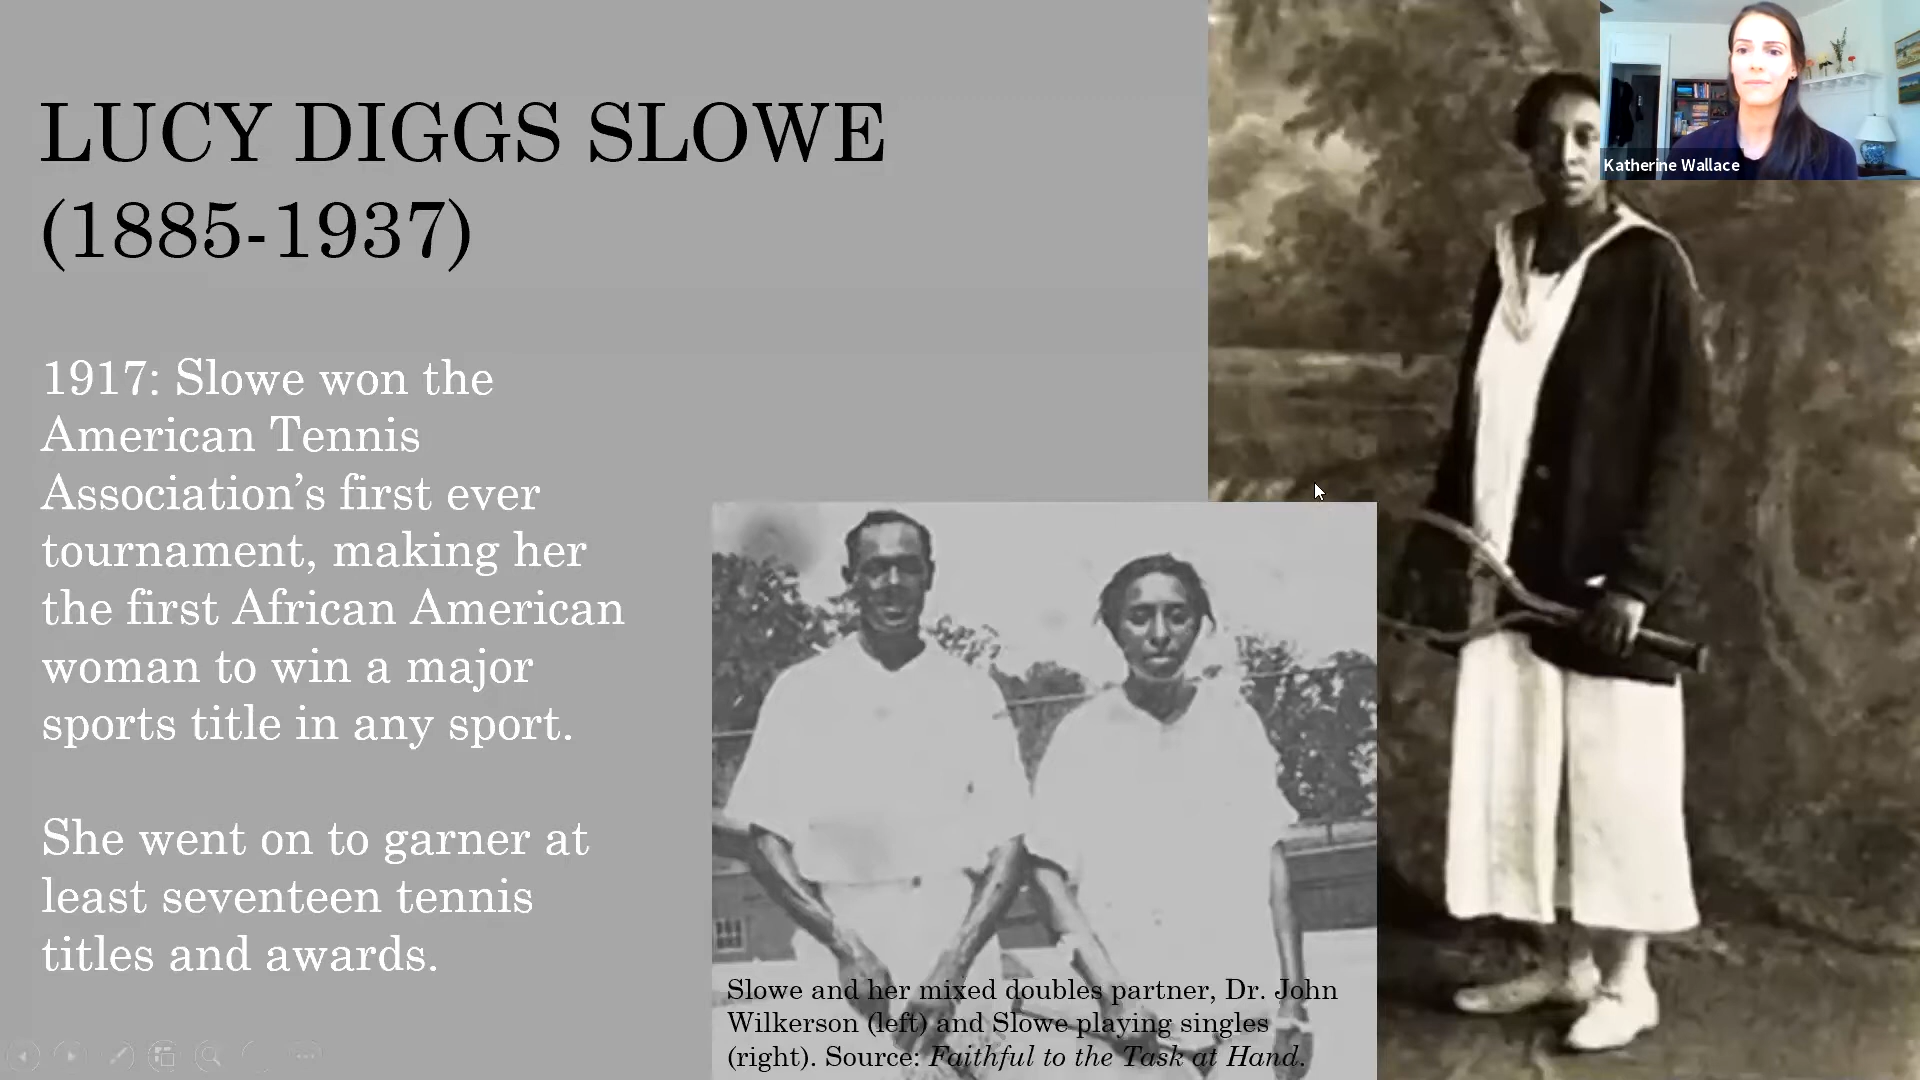 LUCY DIGGS SLOWE
(1885-1937)
1917: Slowe won the
American Tennis
Association’s first ever
tournament, making her
the first African American
woman to win a major
sports title in any sport.
She went on to garner at
least seventeen tennis
titles and awards.
Slowe and her mixed doubles partner, Dr. John
Wilkerson (left) and Slowe playing singles
(right). Source: Faithful to the Task at Hand.
Katherine Wallace